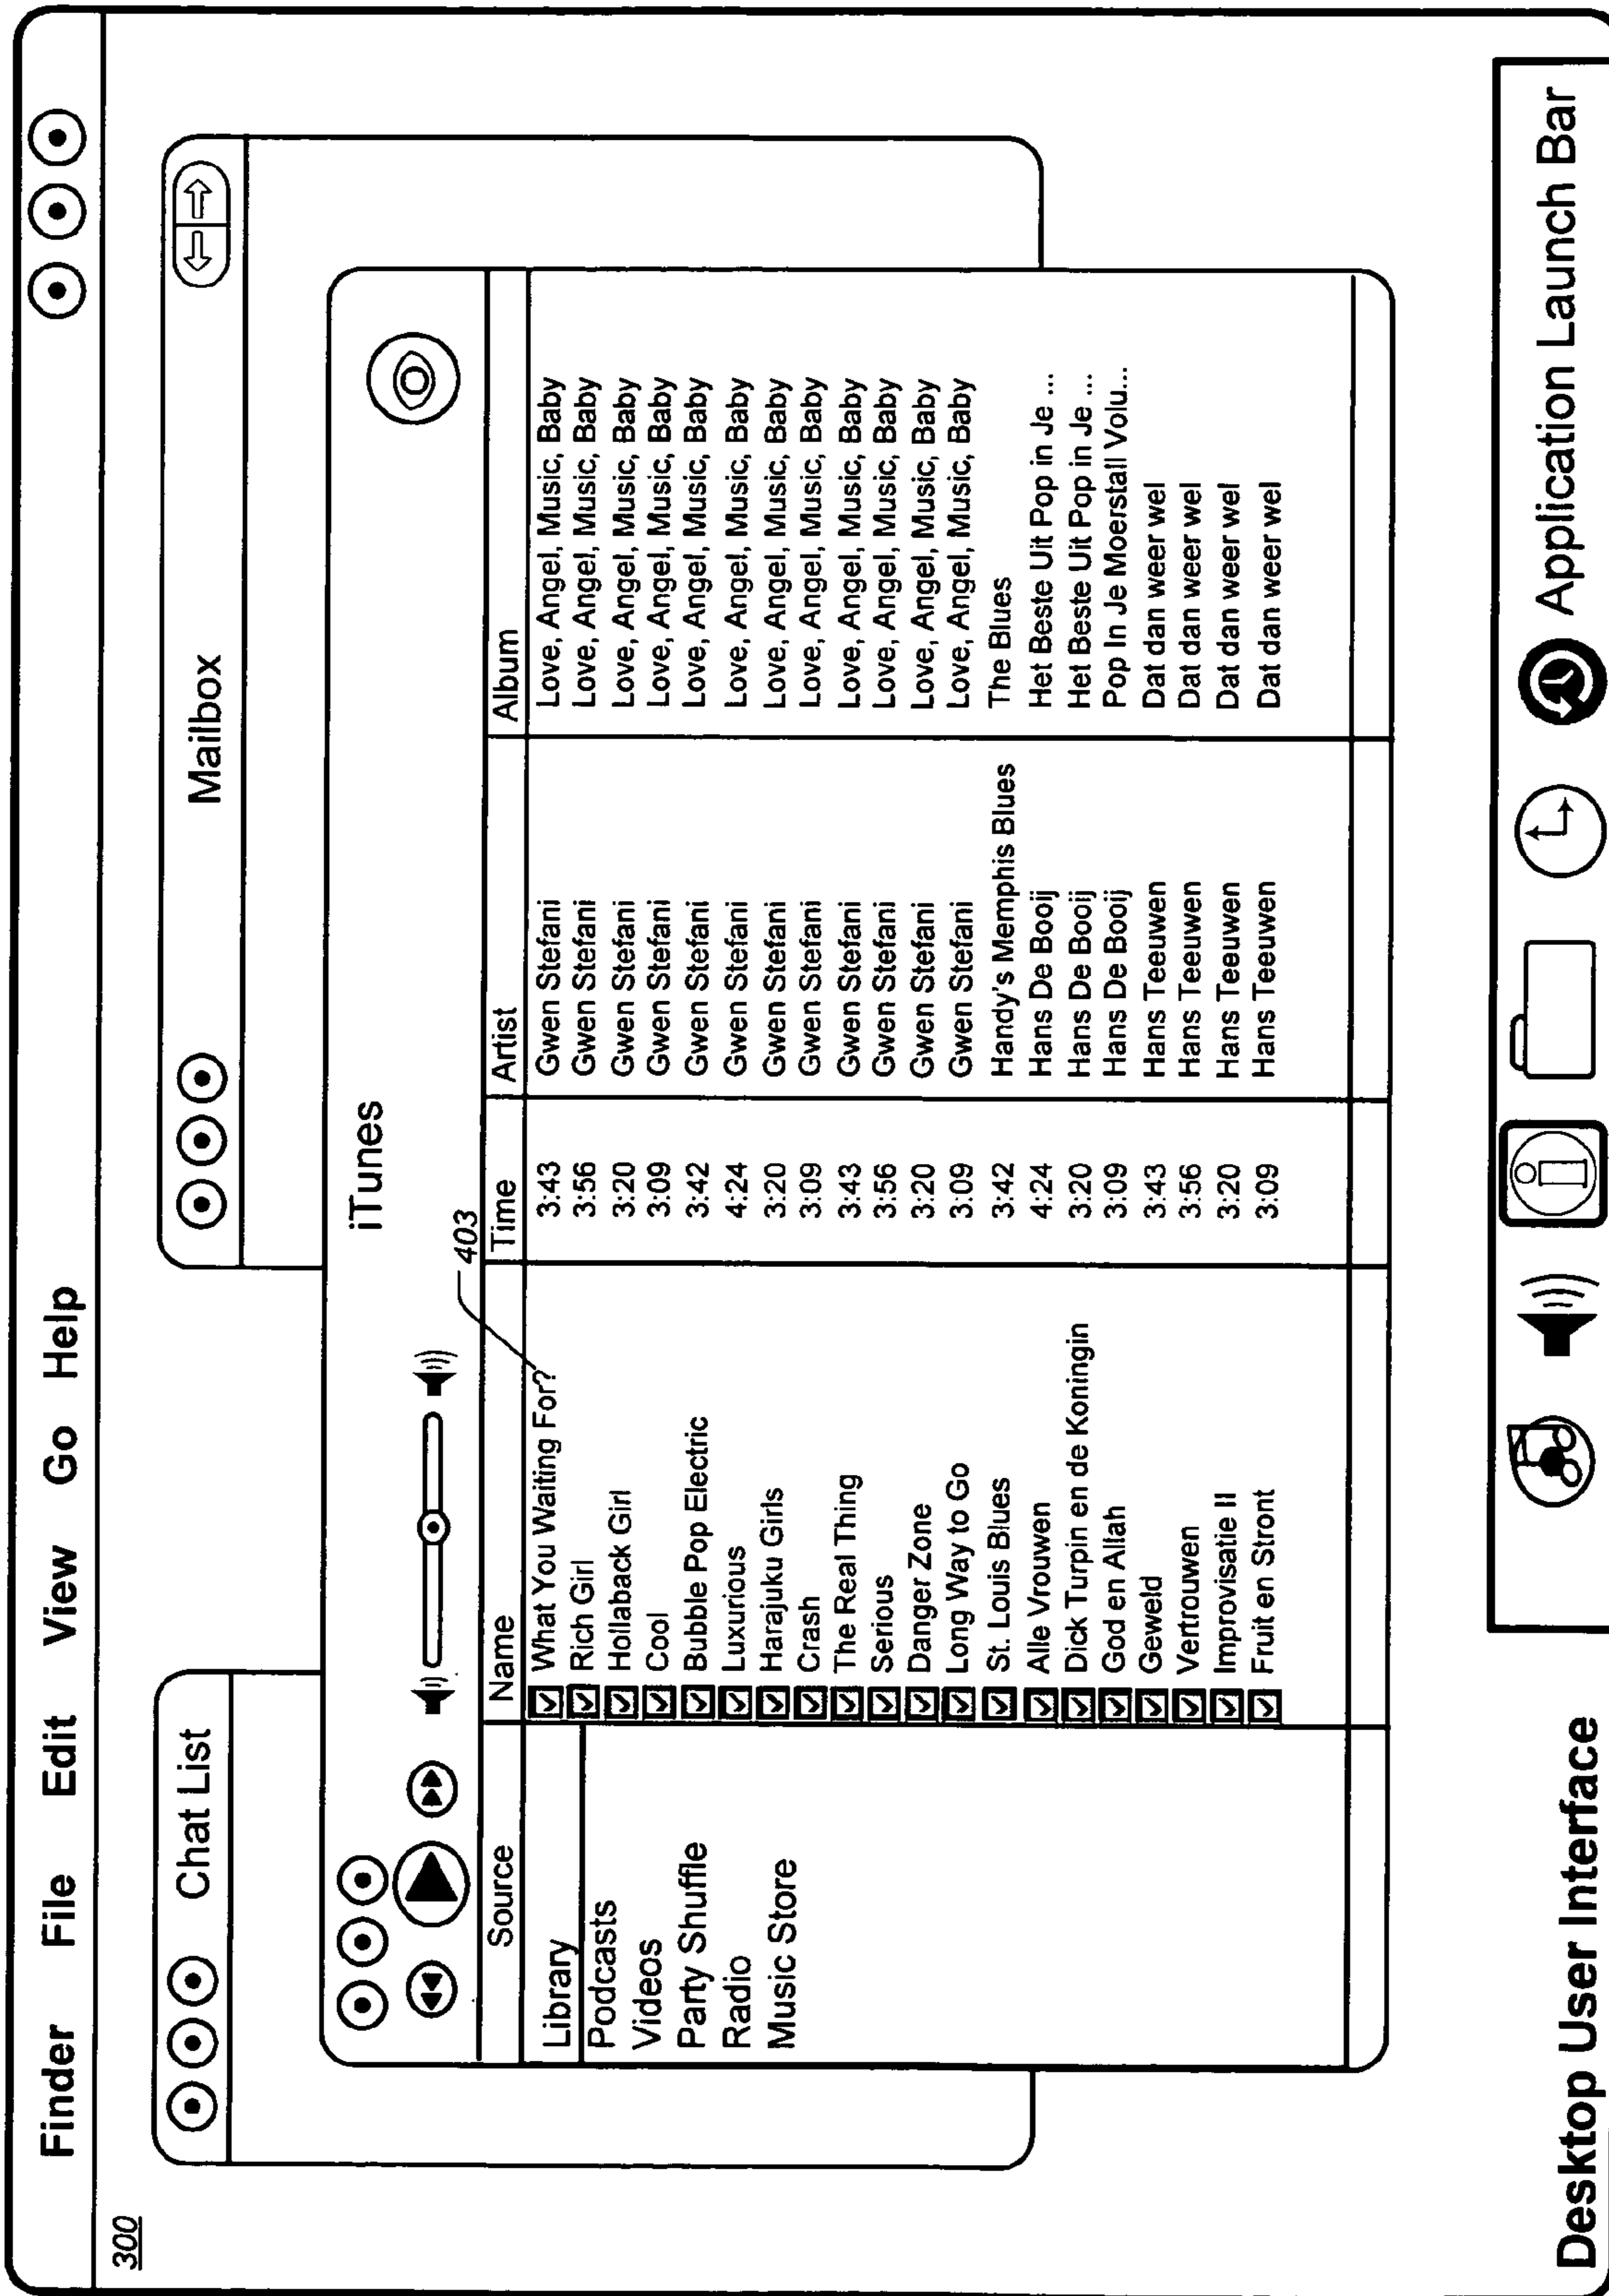 Finder File Edit View Go Help
300
Chat List
Mailbox
iTunes
403
Source Name Time Artist Album
Library
Podcasts
Videos
Party Shuffle
Radio
Music Store
What You Waiting For? 3:43 Gwen Stefani Love, Angel, Music, Baby
Rich Girl 3:56 Gwen Stefani Love, Angel, Music, Baby
Hollaback Girl 3:20 Gwen Stefani Love, Angel, Music, Baby
Cool 3:09 Gwen Stefani Love, Angel, Music, Baby
Bubble Pop Electric 3:42 Gwen Stefani Love, Angel, Music, Baby
Luxurious 4:24 Gwen Stefani Love, Angel, Music, Baby
Harajuku Girls 3:20 Gwen Stefani Love, Angel, Music, Baby
Crash 3:09 Gwen Stefani Love, Angel, Music, Baby
The Real Thing 3:43 Gwen Stefani Love, Angel, Music, Baby
Serious 3:56 Gwen Stefani Love, Angel, Music, Baby
Danger Zone 3:20 Gwen Stefani Love, Angel, Music, Baby
Long Way to Go 3:09 Gwen Stefani Love, Angel, Music, Baby
St. Louis Blues 3:42 Handy's Memphis Blues The Blues
Alle Vrouwen 4:24 Hans De Booij Het Beste Uit Pop in Je ...
Dick Turpin en de Koningin 3:20 Hans De Booij Het Beste Uit Pop in Je ...
God en Allah 3:09 Hans De Booij Pop In Je Moerstall Volu...
Geweld 3:43 Hans Teeuwen Dat dan weer wel
Vertrouwen 3:56 Hans Teeuwen Dat dan weer wel
Improvisatie II 3:20 Hans Teeuwen Dat dan weer wel
Fruit en Stront 3:09 Hans Teeuwen Dat dan weer wel
Desktop User Interface
Application Launch Bar